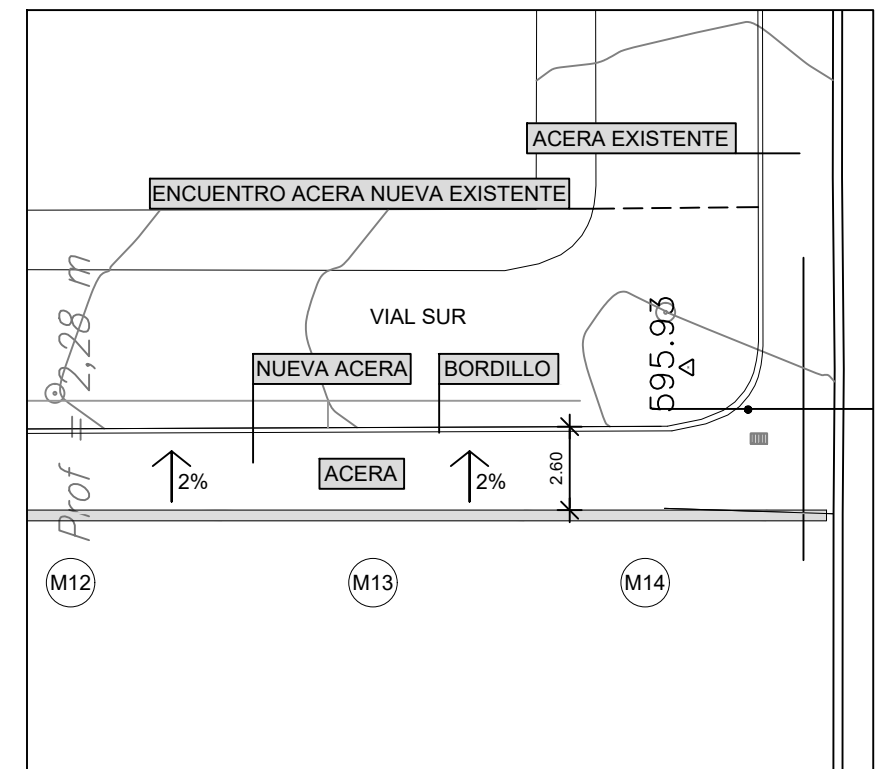 ACERA EXISTENTE
ENCUENTRO ACERA NUEVA EXISTENTE
Prof = 2,28 m
VIAL SUR
595.93
NUEVA ACERA
BORDILLO
2%
ACERA
2%
2.60
M12
M13
M14